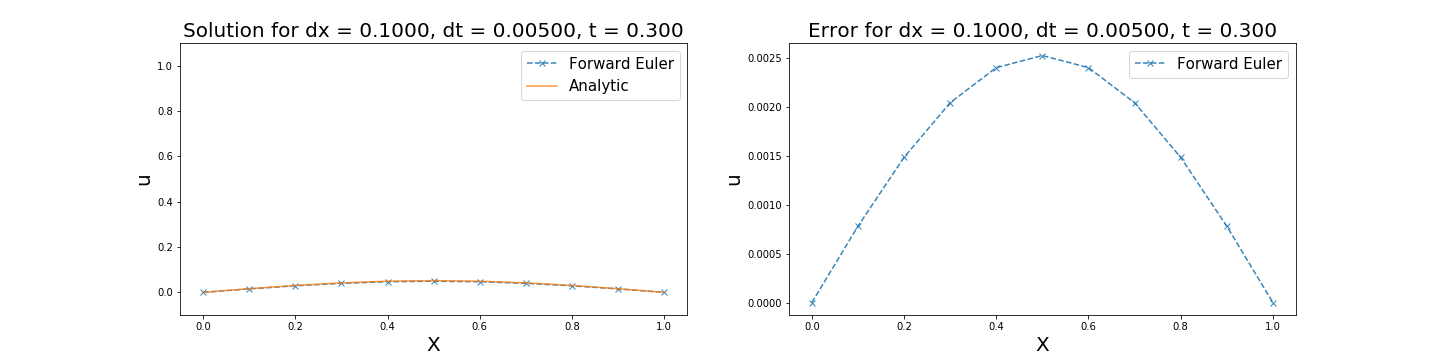 Solution for dx = 0.1000, dt = 0.00500, t = 0.300
1.0
0.8
0.6
0.4
0.2
0.0
u
Forward Euler
Analytic
0.0 0.2 0.4 0.6 0.8 1.0
X
Error for dx = 0.1000, dt = 0.00500, t = 0.300
0.0025
0.0020
0.0015
0.0010
0.0005
0.0000
u
Forward Euler
0.0 0.2 0.4 0.6 0.8 1.0
X